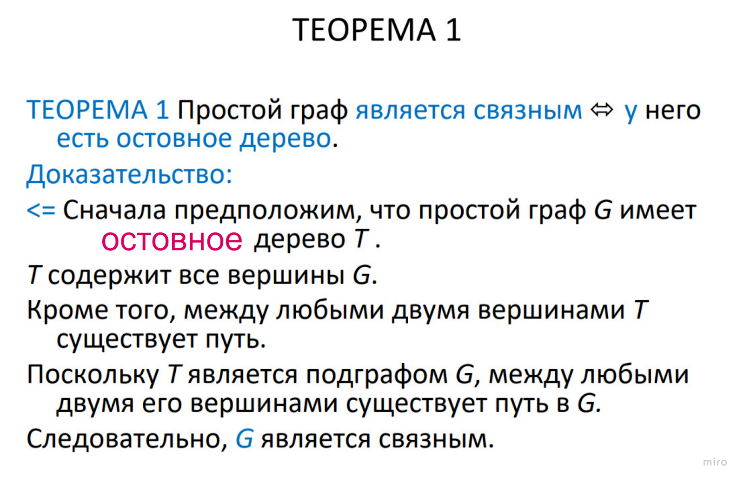 ТЕОРЕМА 1
ТЕОРЕМА 1 Простой граф является связным ⇔ у него
есть остовное дерево.
Доказательство:
<= Сначала предположим, что простой граф G имеет
остовное дерево T .
T содержит все вершины G.
Кроме того, между любыми двумя вершинами T
существует путь.
Поскольку T является подграфом G, между любыми
двумя его вершинами существует путь в G.
Следовательно, G является связным.
miro